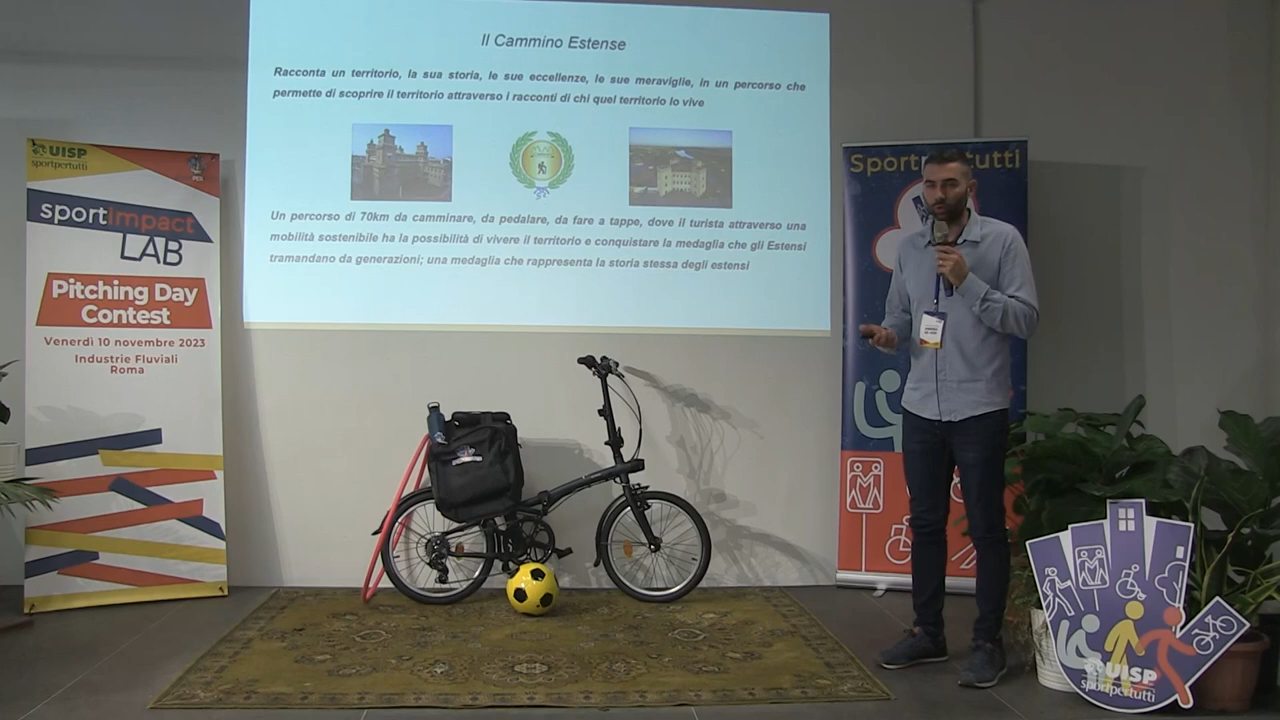 Il Cammino Estense
Racconta un territorio, la sua storia, le sue eccellenze, le sue meraviglie, in un percorso che
permette di scoprire il territorio attraverso i racconti di chi quel territorio lo vive
Un percorso di 70km da camminare, da pedalare, da fare a tappe, dove il turista attraverso una
mobilità sostenibile ha la possibilità di vivere il territorio e conquistare la medaglia che gli Estensi
tramandano da generazioni; una medaglia che rappresenta la storia stessa degli estensi
UISP
sportpertutti
sportimpact
LAB
Pitching Day
Contest
Venerdì 10 novembre 2023
Industrie Fluviali
Roma
UISP
sportpertutti